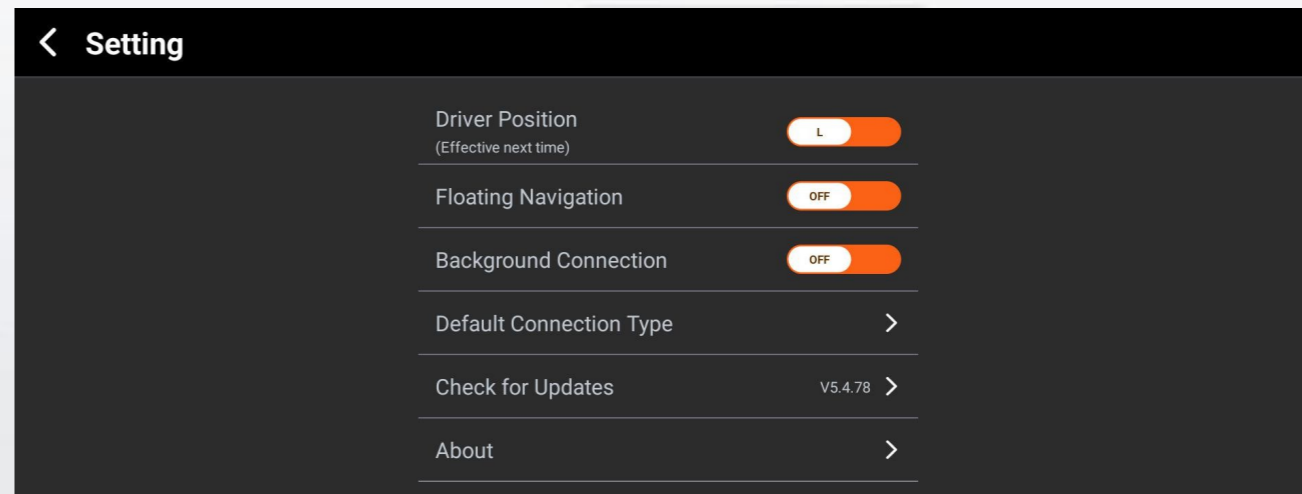 Setting
Driver Position
L
(Effective next time)
Floating Navigation
OFF
Background Connection
OFF
Default Connection Type
Check for Updates
V5.4.78
About